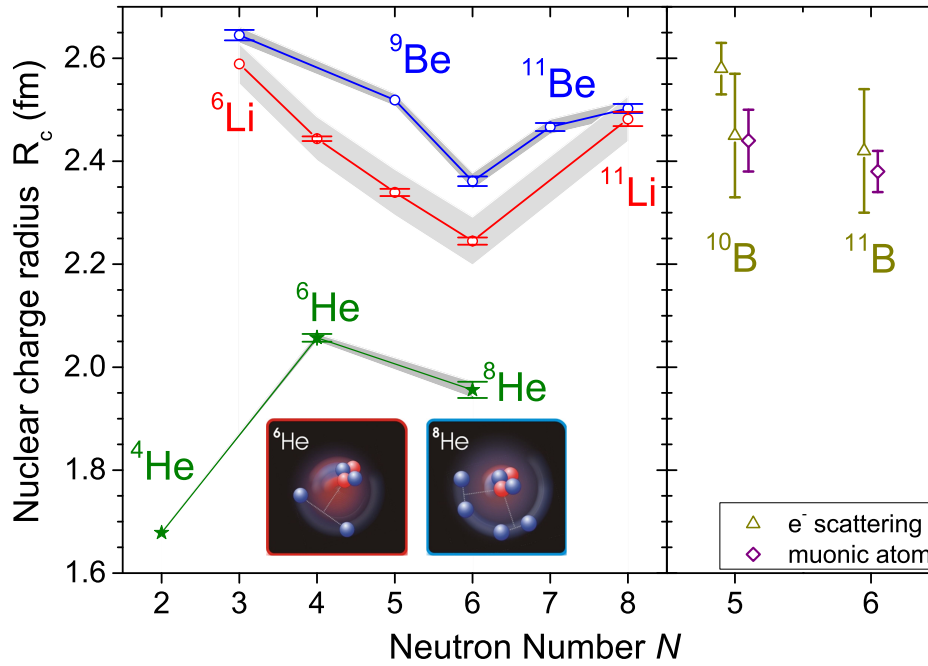 Nuclear charge radius R_c (fm)
2.6
2.4
2.2
2.0
1.8
1.6
⁹Be
¹¹Be
⁶Li
¹¹Li
⁶He
⁸He
⁴He
⁶He
⁸He
¹⁰B
¹¹B
e⁻ scattering
muonic atom
2 3 4 5 6 7 8 5 6
Neutron Number N